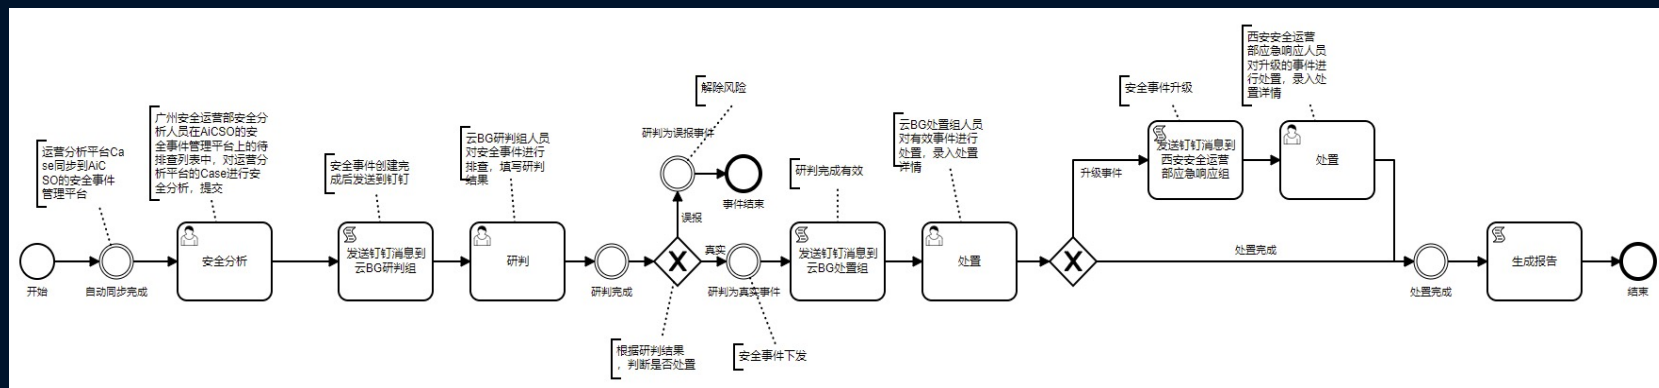 运营分析平台Ca
se同步到AiC
SO的安全事件
管理平台
开始
自动同步完成
广州安全运营部安全分
析人员在AiCSO的安
全事件管理平台上的待
排查列表中，对运营分
析平台的Case进行安
全分析，提交
安全分析
安全事件创建完
成后发送到钉钉
发送钉钉消息到
云BG研判组
云BG研判组人员
对安全事件进行
排查，填写研判
结果
研判
研判完成
解除风险
研判为误报事件
事件结束
误报
真实
研判为真实事件
根据研判结果
，判断是否处置
安全事件下发
研判完成有效
发送钉钉消息到
云BG处置组
云BG处置组人员
对有效事件进行
处置，录入处置
详情
处置
升级事件
安全事件升级
发送钉钉消息到
西安安全运营
部应急响应组
西安安全运营
部应急响应人员
对升级的事件进
行处置，录入处
置详情
处置
处置完成
处置完成
生成报告
结束